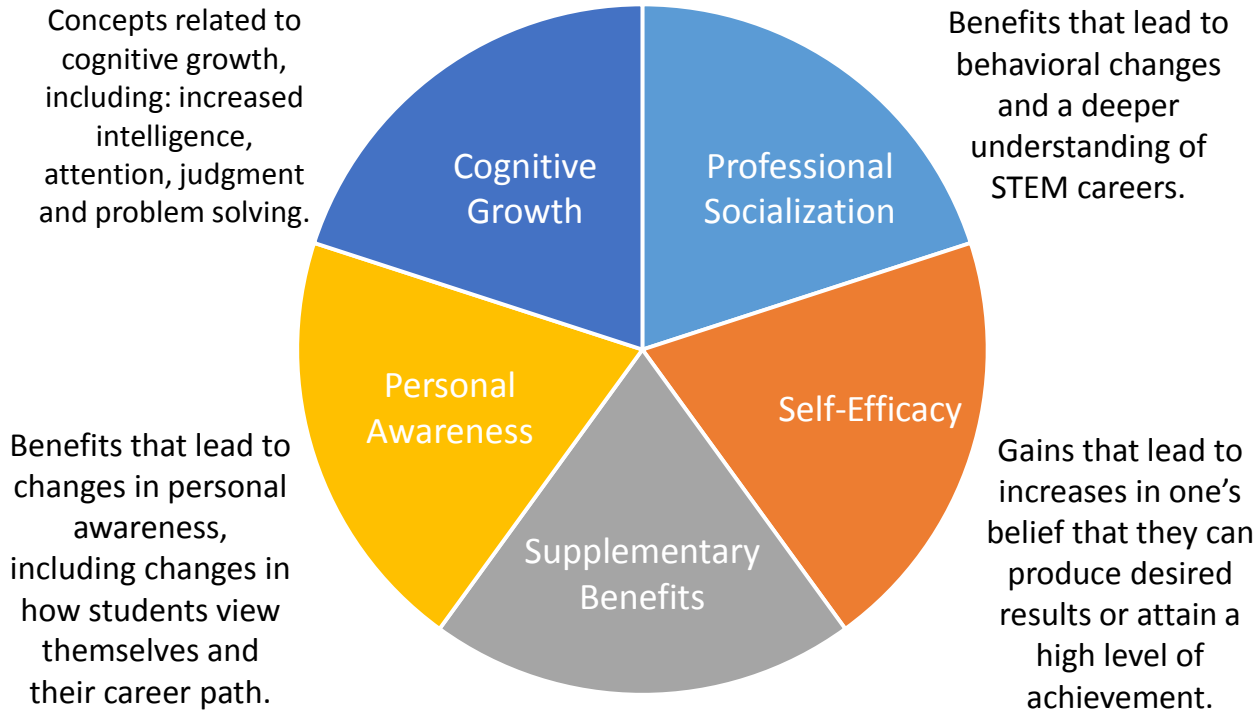 Concepts related to
cognitive growth,
including: increased
intelligence,
attention, judgment
and problem solving.
Benefits that lead to
behavioral changes
and a deeper
understanding of
STEM careers.
Cognitive
Growth
Professional
Socialization
Personal
Awareness
Self-Efficacy
Supplementary
Benefits
Benefits that lead to
changes in personal
awareness,
including changes in
how students view
themselves and
their career path.
Gains that lead to
increases in one’s
belief that they can
produce desired
results or attain a
high level of
achievement.